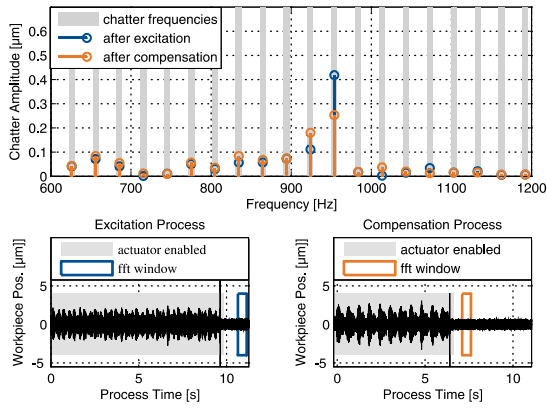 Chatter Amplitude [µm]
0.6
0.5
0.4
0.3
0.2
0.1
0
chatter frequencies
after excitation
after compensation
600 700 800 900 1000 1100 1200
Frequency [Hz]
Excitation Process
Workpiece Pos. [µm]]
5
0
-5
actuator enabled
fft window
0 5 10
Process Time [s]
Compensation Process
Workpiece Pos. [µm]]
5
0
-5
actuator enabled
fft window
0 5 10
Process Time [s]